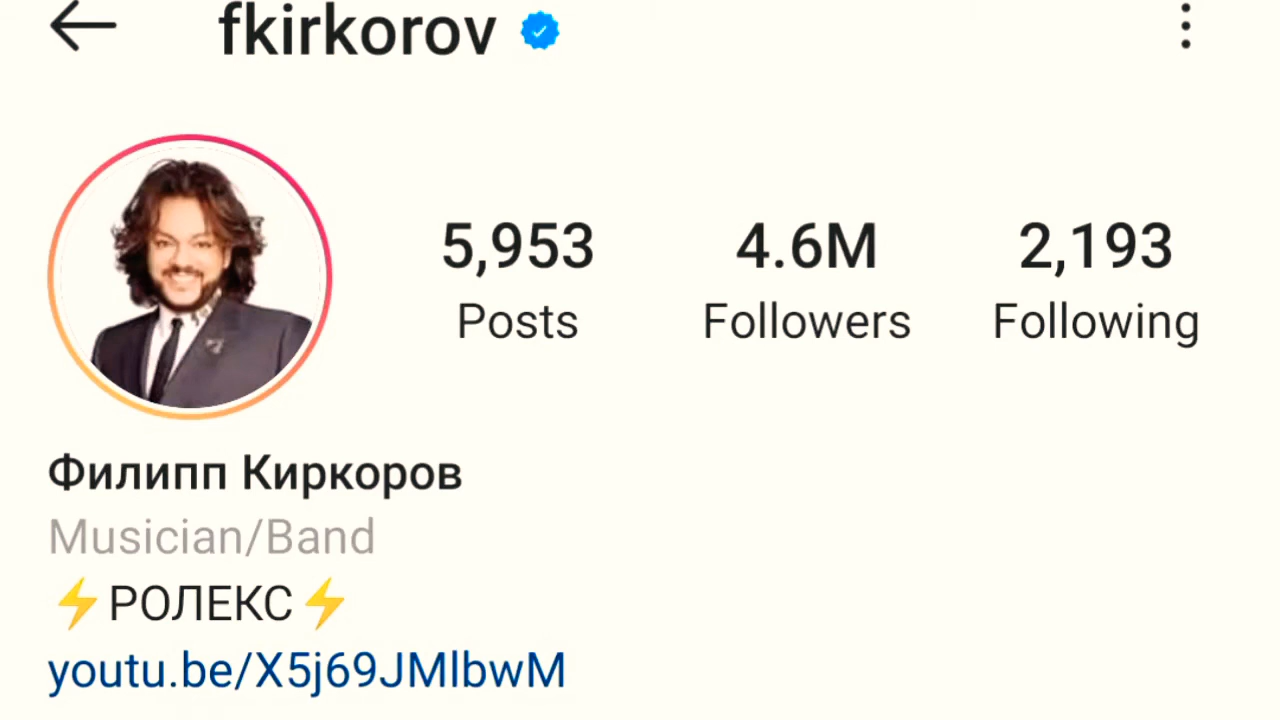 fkirkorov
5,953 4.6M 2,193
Posts Followers Following
Филипп Киркоров
Musician/Band
⚡РОЛЕКС⚡
youtu.be/X5j69JMlbwM